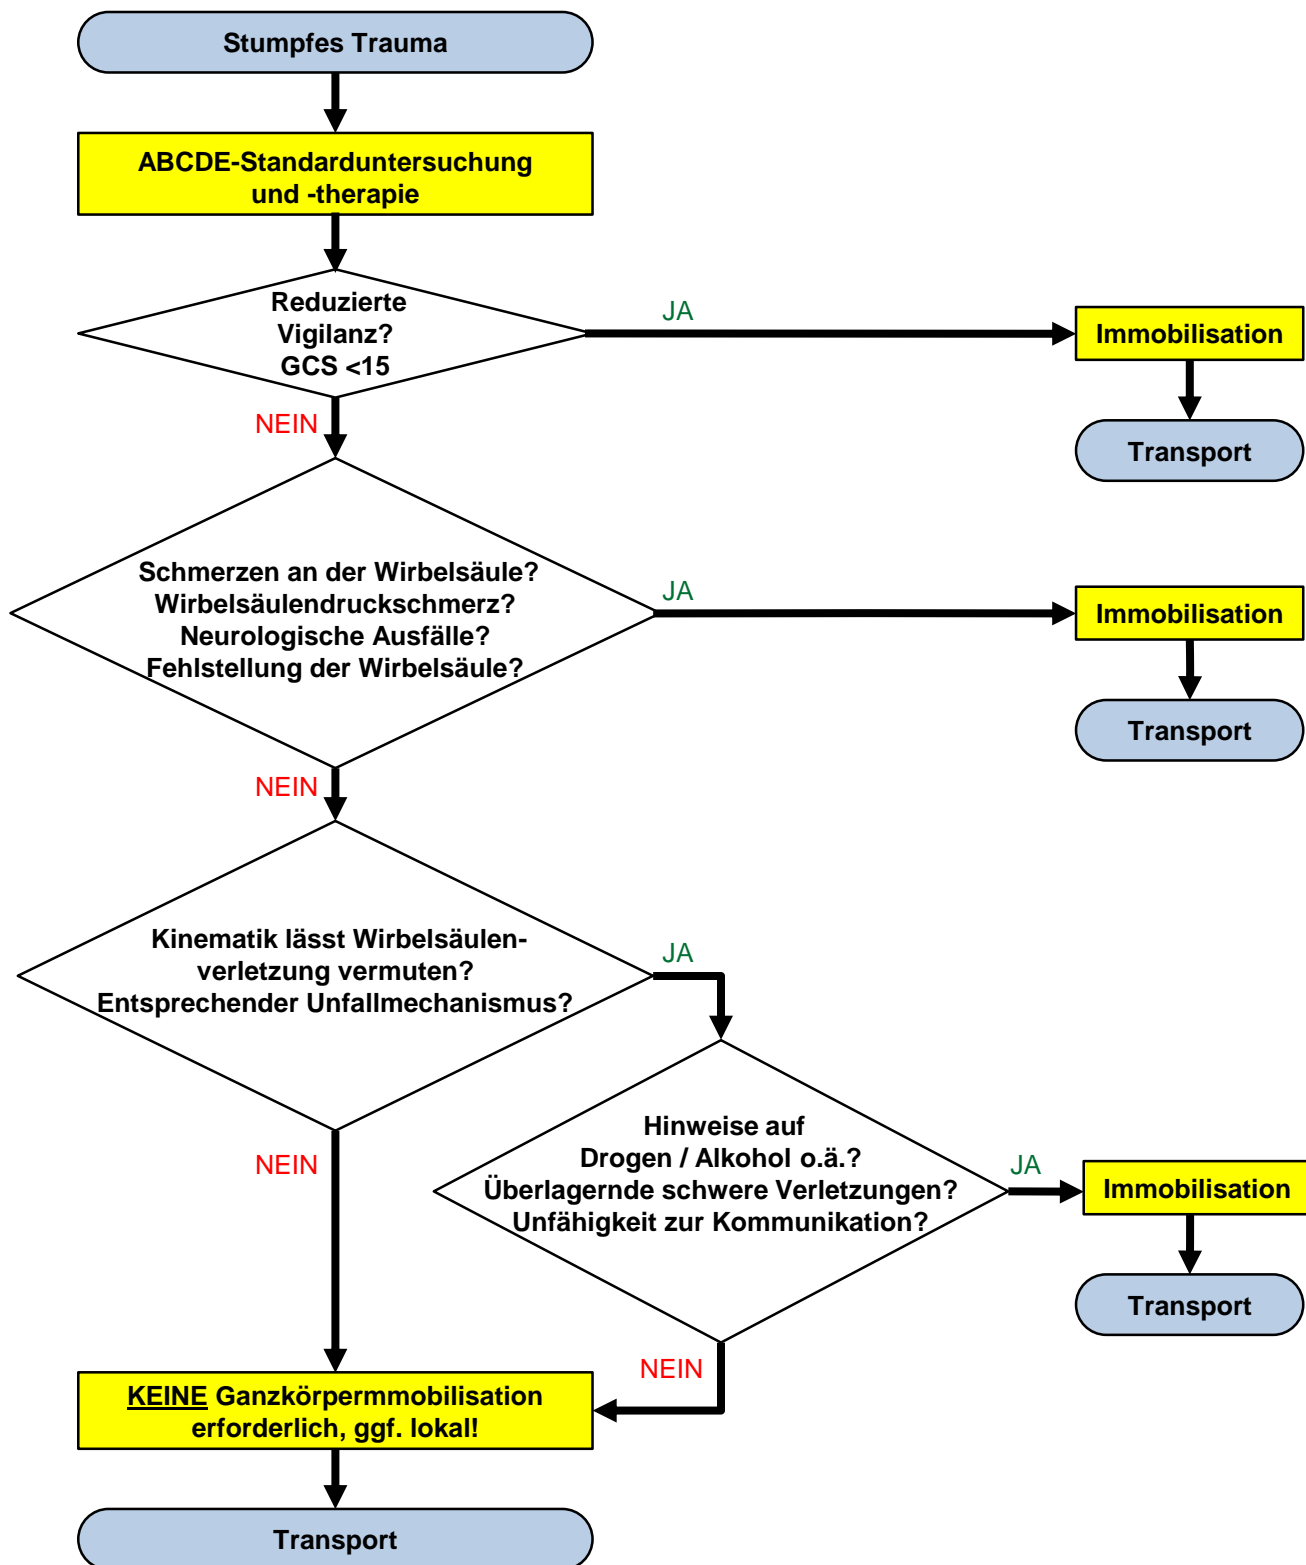 Stumpfes Trauma
ABCDE-Standarduntersuchung
und -therapie
Reduzierte
Vigilanz?
GCS <15
JA
Immobilisation
Transport
NEIN
Schmerzen an der Wirbelsäule?
Wirbelsäulendruckschmerz?
Neurologische Ausfälle?
Fehlstellung der Wirbelsäule?
JA
Immobilisation
Transport
NEIN
Kinematik lässt Wirbelsäulen-
verletzung vermuten?
Entsprechender Unfallmechanismus?
JA
Hinweise auf
Drogen / Alkohol o.ä.?
Überlagernde schwere Verletzungen?
Unfähigkeit zur Kommunikation?
JA
Immobilisation
Transport
NEIN
NEIN
KEINE Ganzkörpermmobilisation
erforderlich, ggf. lokal!
Transport